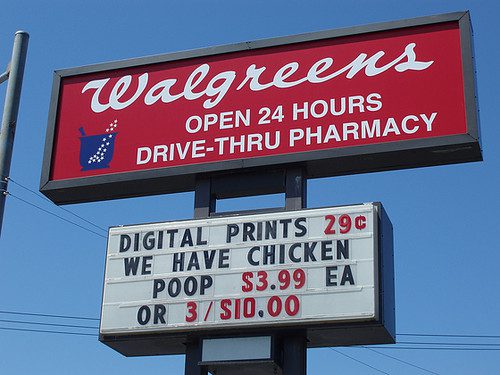 Walgreens
OPEN 24 HOURS
DRIVE-THRU PHARMACY
DIGITAL PRINTS 29¢
WE HAVE CHICKEN
POOP $3.99 EA
OR 3/$10.00